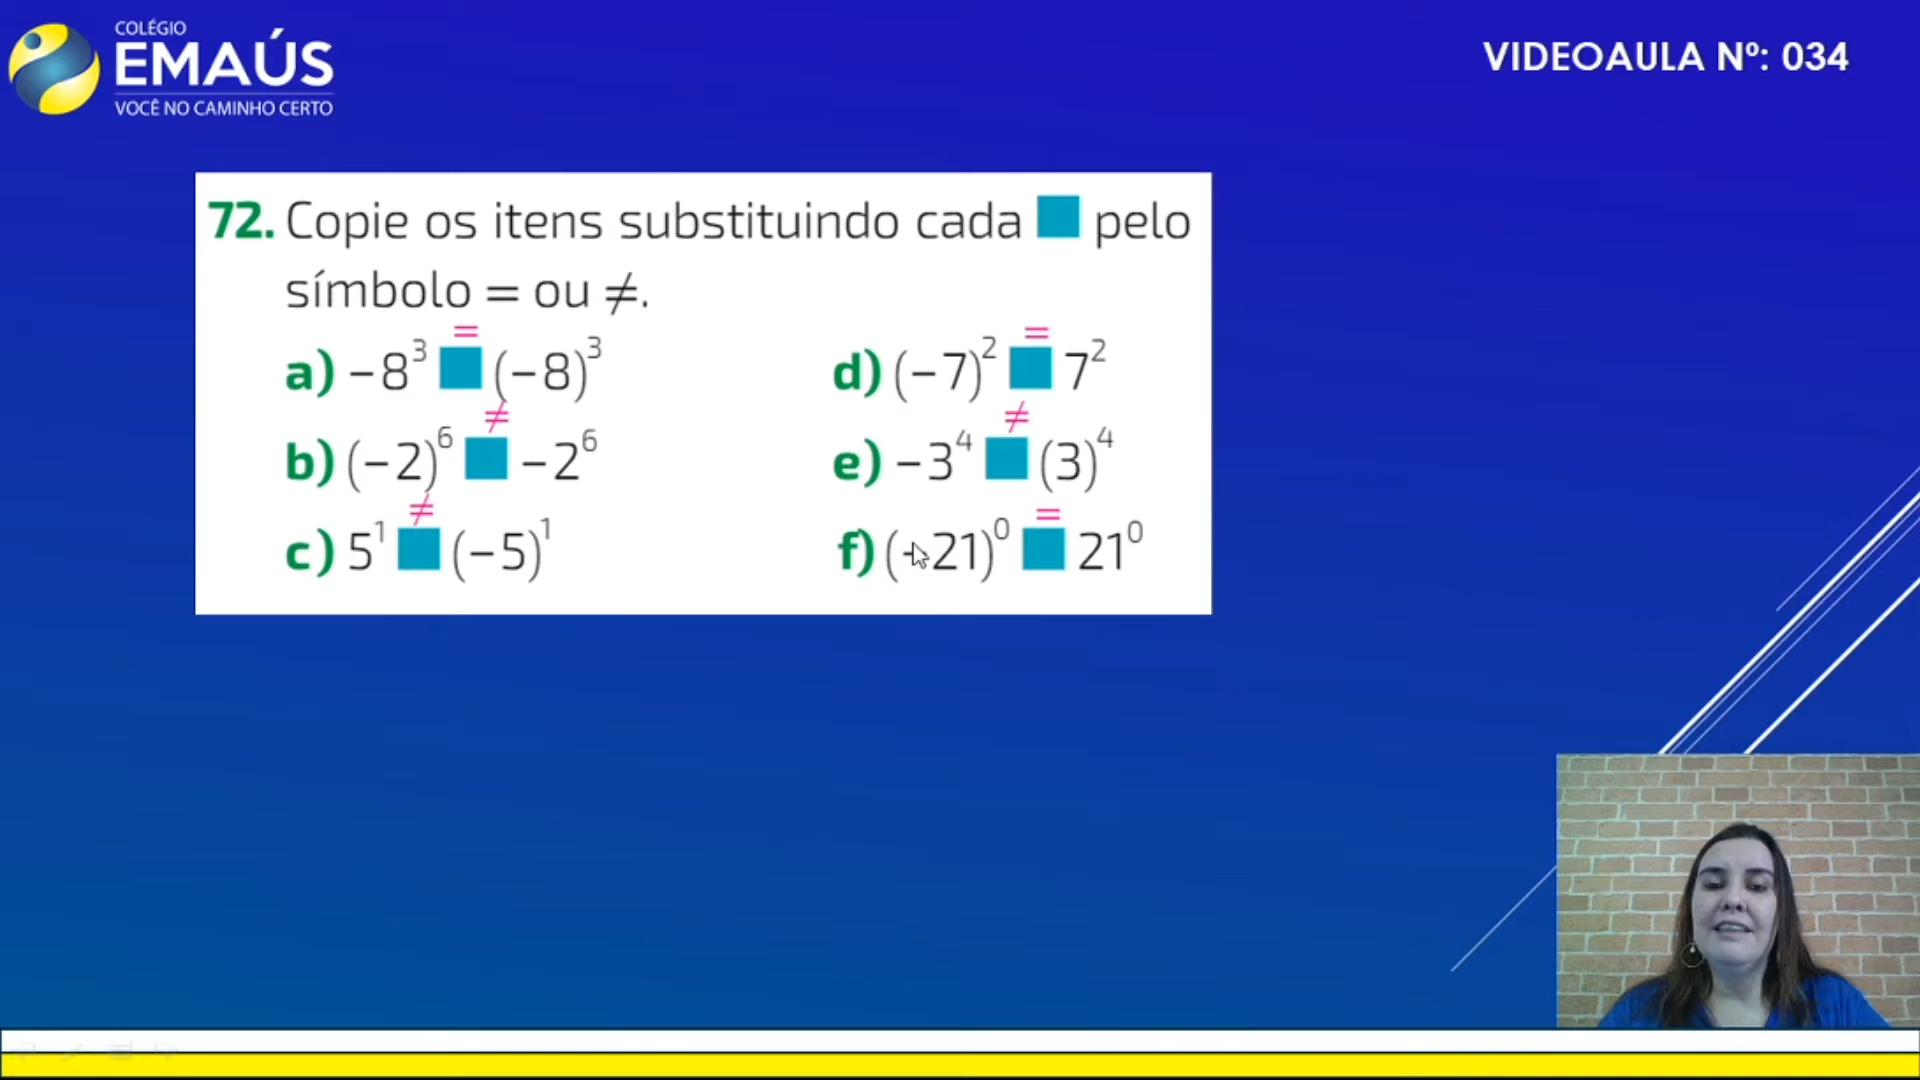 COLÉGIO
EMAÚS
VOCÊ NO CAMINHO CERTO
VIDEOAULA Nº: 034
72. Copie os itens substituindo cada ■ pelo
símbolo = ou ≠.
a) −8³ ■ = (−8)³
b) (−2)⁶ ■ ≠ −2⁶
c) 5¹ ■ ≠ (−5)¹
d) (−7)² ■ = 7²
e) −3⁴ ■ ≠ (3)⁴
f) (−21)⁰ ■ = 21⁰